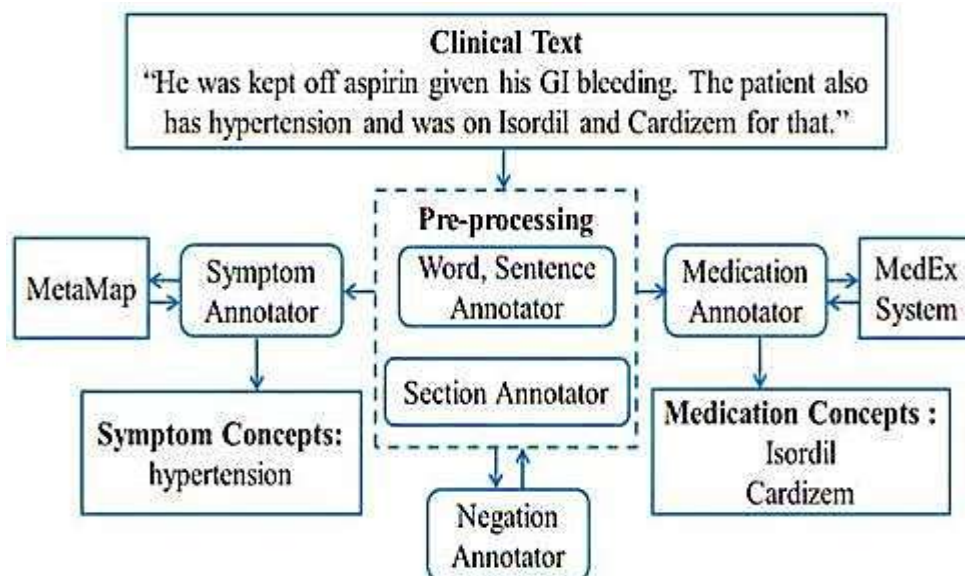 Clinical Text
“He was kept off aspirin given his GI bleeding. The patient also
has hypertension and was on Isordil and Cardizem for that.”
Pre-processing
Word, Sentence
Annotator
Section Annotator
MetaMap
Symptom
Annotator
Medication
Annotator
MedEx
System
Symptom Concepts:
hypertension
Medication Concepts :
Isordil
Cardizem
Negation
Annotator